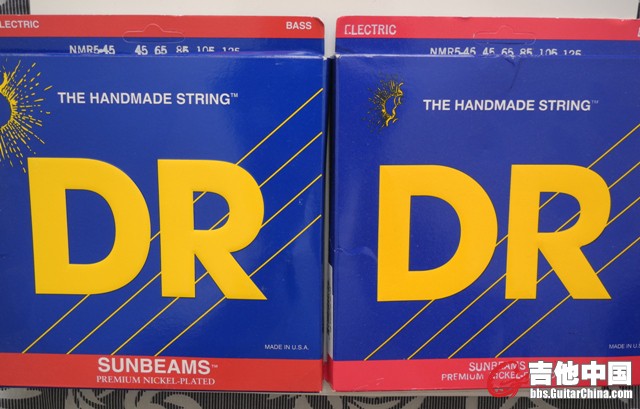 ELECTRIC
BASS
NMR5-45 45 65 85 105 125
THE HANDMADE STRING™
DR
MADE IN U.S.A.
SUNBEAMS™
PREMIUM NICKEL-PLATED
ELECTRIC
NMR5-45 45 65 85 105 125
THE HANDMADE STRING™
DR
MADE IN U.S.
SUNBEAMS
PREMIUM NICKEL-P
吉他中国
bbs.GuitarChina.com